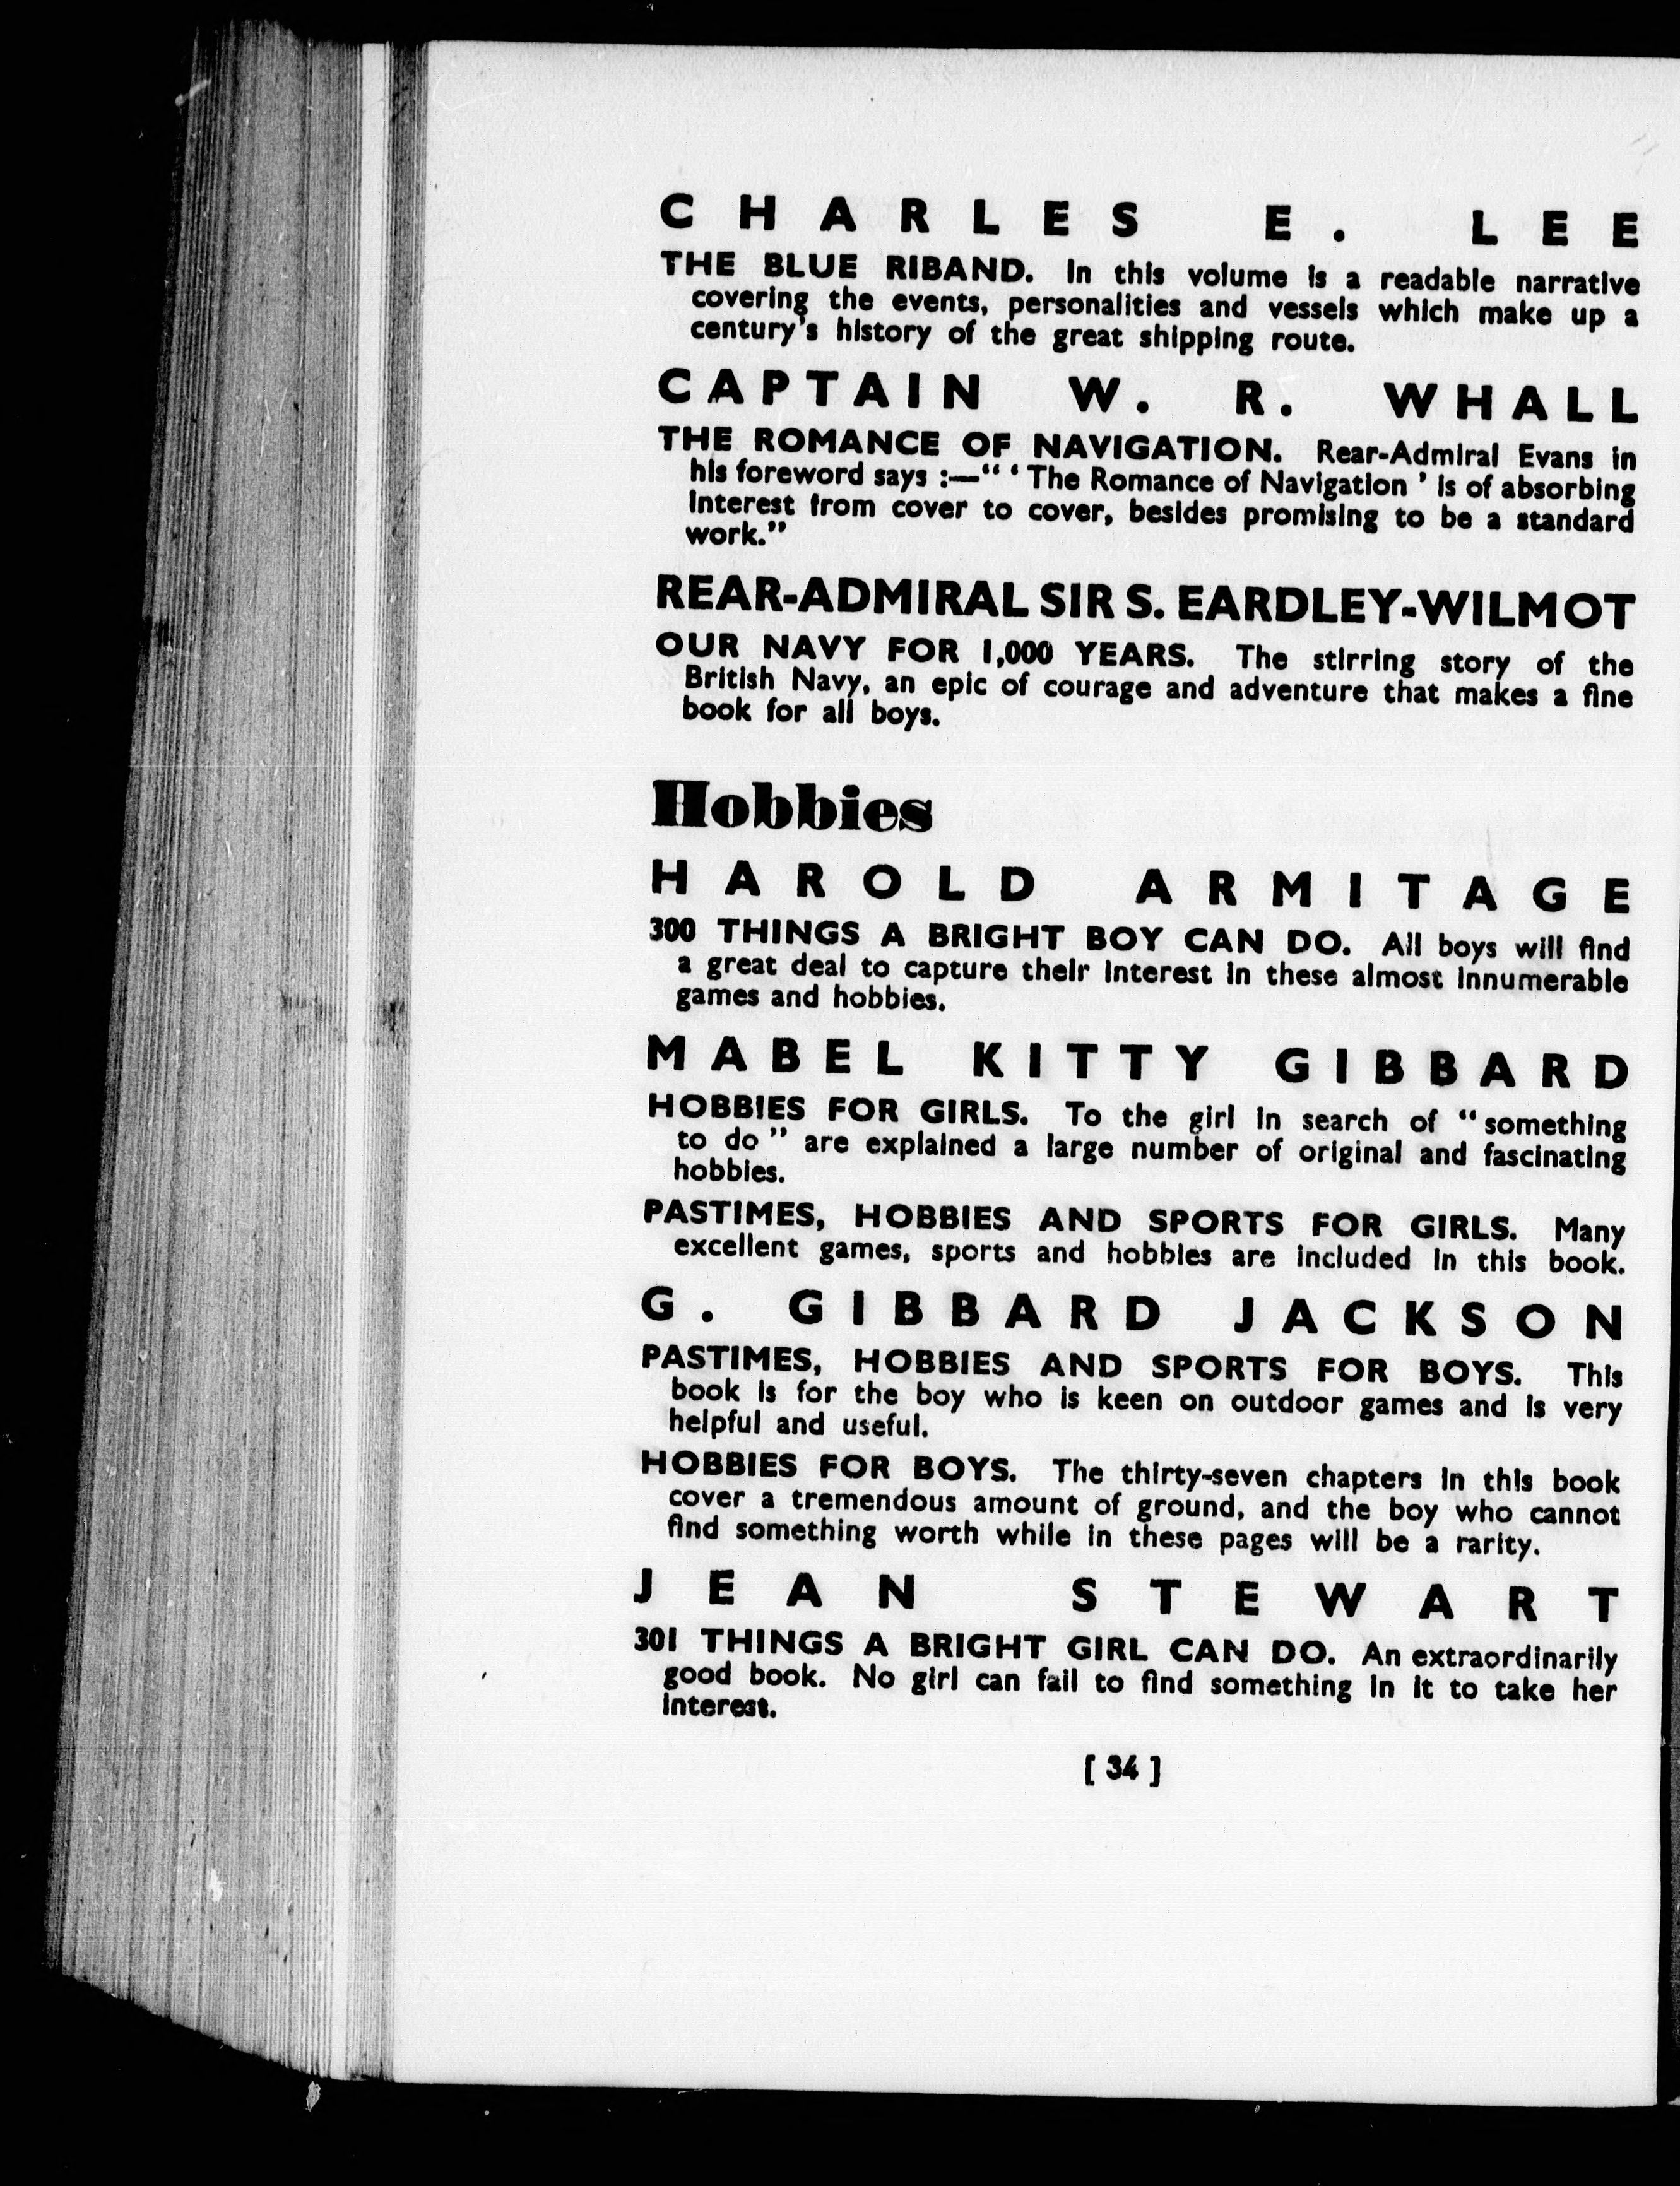 CHARLES E. LEE
THE BLUE RIBAND. In this volume is a readable narrative
covering the events, personalities and vessels which make up a
century's history of the great shipping route.
CAPTAIN W. R. WHALL
THE ROMANCE OF NAVIGATION. Rear-Admiral Evans in
his foreword says :—" ' The Romance of Navigation ' is of absorbing
interest from cover to cover, besides promising to be a standard
work."
REAR-ADMIRAL SIR S. EARDLEY-WILMOT
OUR NAVY FOR 1,000 YEARS. The stirring story of the
British Navy, an epic of courage and adventure that makes a fine
book for all boys.
Hobbies
HAROLD ARMITAGE
300 THINGS A BRIGHT BOY CAN DO. All boys will find
a great deal to capture their interest in these almost innumerable
games and hobbies.
MABEL KITTY GIBBARD
HOBBIES FOR GIRLS. To the girl in search of " something
to do " are explained a large number of original and fascinating
hobbies.
PASTIMES, HOBBIES AND SPORTS FOR GIRLS. Many
excellent games, sports and hobbies are included in this book.
G. GIBBARD JACKSON
PASTIMES, HOBBIES AND SPORTS FOR BOYS. This
book is for the boy who is keen on outdoor games and is very
helpful and useful.
HOBBIES FOR BOYS. The thirty-seven chapters in this book
cover a tremendous amount of ground, and the boy who cannot
find something worth while in these pages will be a rarity.
JEAN STEWART
301 THINGS A BRIGHT GIRL CAN DO. An extraordinarily
good book. No girl can fail to find something in it to take her
interest.
[ 34 ]